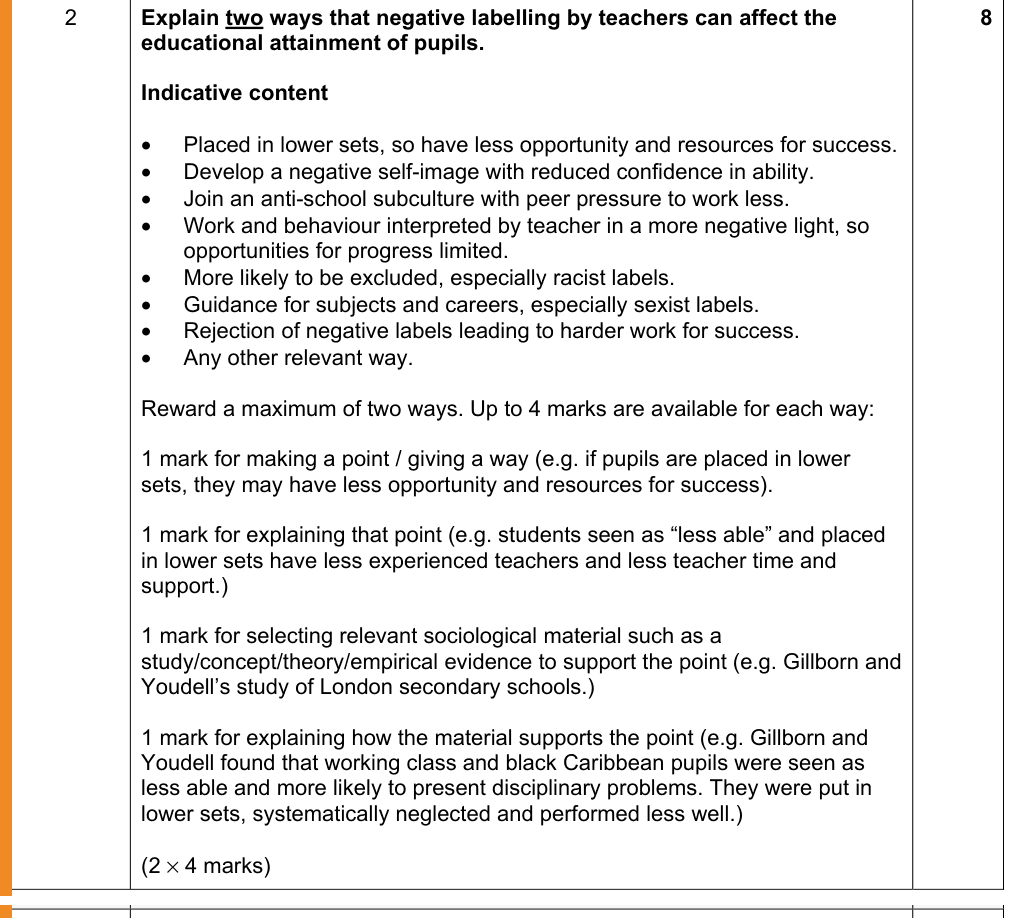 2
Explain two ways that negative labelling by teachers can affect the
educational attainment of pupils.
8
Indicative content
• Placed in lower sets, so have less opportunity and resources for success.
• Develop a negative self-image with reduced confidence in ability.
• Join an anti-school subculture with peer pressure to work less.
• Work and behaviour interpreted by teacher in a more negative light, so
opportunities for progress limited.
• More likely to be excluded, especially racist labels.
• Guidance for subjects and careers, especially sexist labels.
• Rejection of negative labels leading to harder work for success.
• Any other relevant way.
Reward a maximum of two ways. Up to 4 marks are available for each way:
1 mark for making a point / giving a way (e.g. if pupils are placed in lower
sets, they may have less opportunity and resources for success).
1 mark for explaining that point (e.g. students seen as “less able” and placed
in lower sets have less experienced teachers and less teacher time and
support.)
1 mark for selecting relevant sociological material such as a
study/concept/theory/empirical evidence to support the point (e.g. Gillborn and
Youdell’s study of London secondary schools.)
1 mark for explaining how the material supports the point (e.g. Gillborn and
Youdell found that working class and black Caribbean pupils were seen as
less able and more likely to present disciplinary problems. They were put in
lower sets, systematically neglected and performed less well.)
(2 × 4 marks)